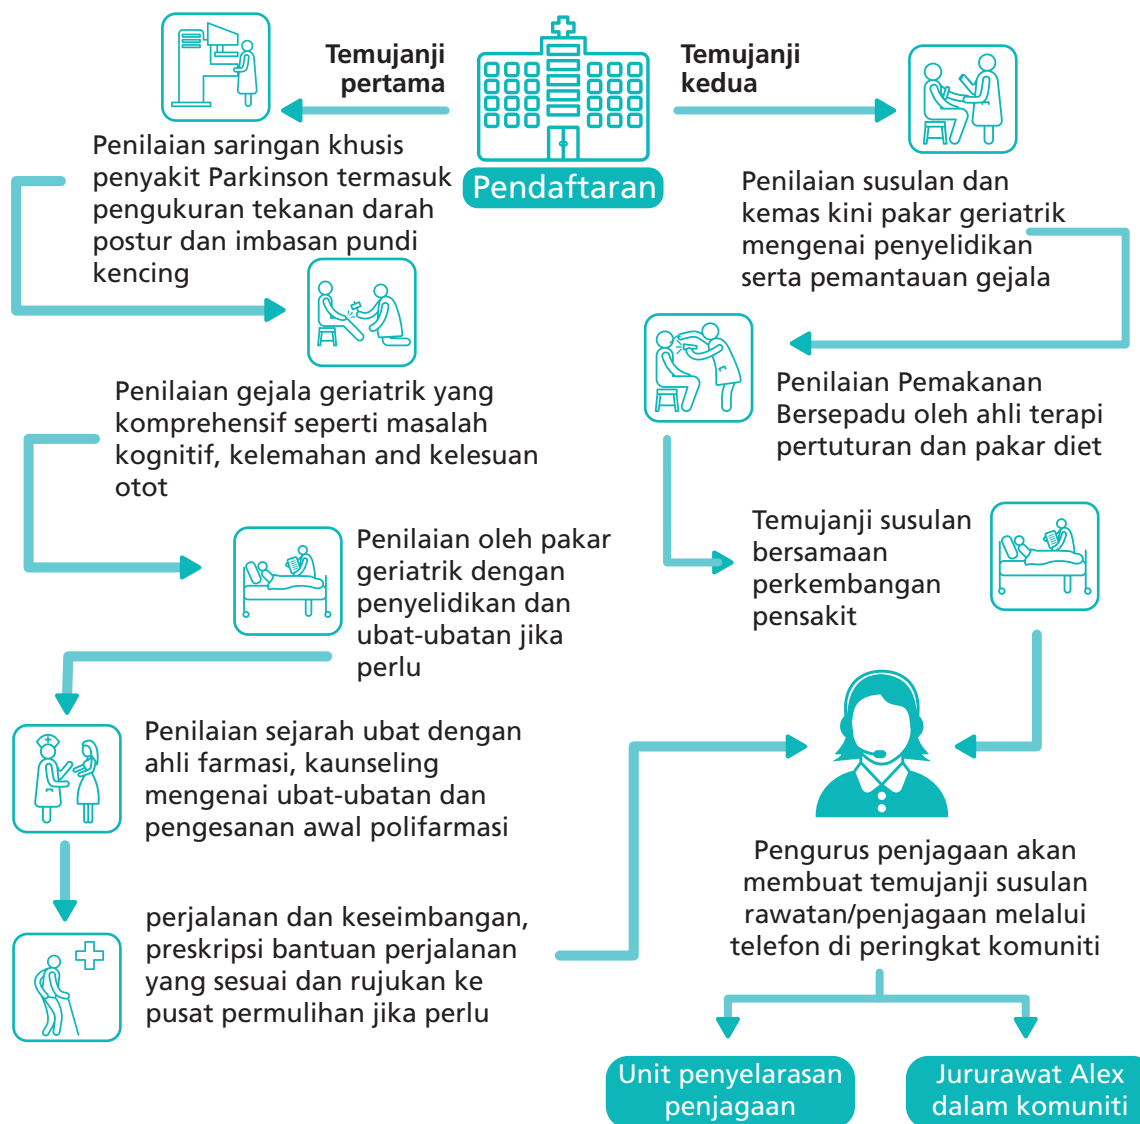 Temujanji
pertama
Temujanji
kedua
Pendaftaran
Penilaian saringan khusis
penyakit Parkinson termasuk
pengukuran tekanan darah
postur dan imbasan pundi
kencing
Penilaian gejala geriatrik yang
komprehensif seperti masalah
kognitif, kelemahan and kelesuan
otot
Penilaian oleh pakar
geriatrik dengan
penyelidikan dan
ubat-ubatan jika
perlu
Penilaian sejarah ubat dengan
ahli farmasi, kaunseling
mengenai ubat-ubatan dan
pengesanan awal polifarmasi
perjalanan dan keseimbangan,
preskripsi bantuan perjalanan
yang sesuai dan rujukan ke
pusat permulihan jika perlu
Penilaian susulan dan
kemas kini pakar geriatrik
mengenai penyelidikan
serta pemantauan gejala
Penilaian Pemakanan
Bersepadu oleh ahli terapi
pertuturan dan pakar diet
Temujanji susulan
bersamaan
perkembangan
pensakit
Pengurus penjagaan akan
membuat temujanji susulan
rawatan/penjagaan melalui
telefon di peringkat komuniti
Unit penyelarasan
penjagaan
Jururawat Alex
dalam komuniti